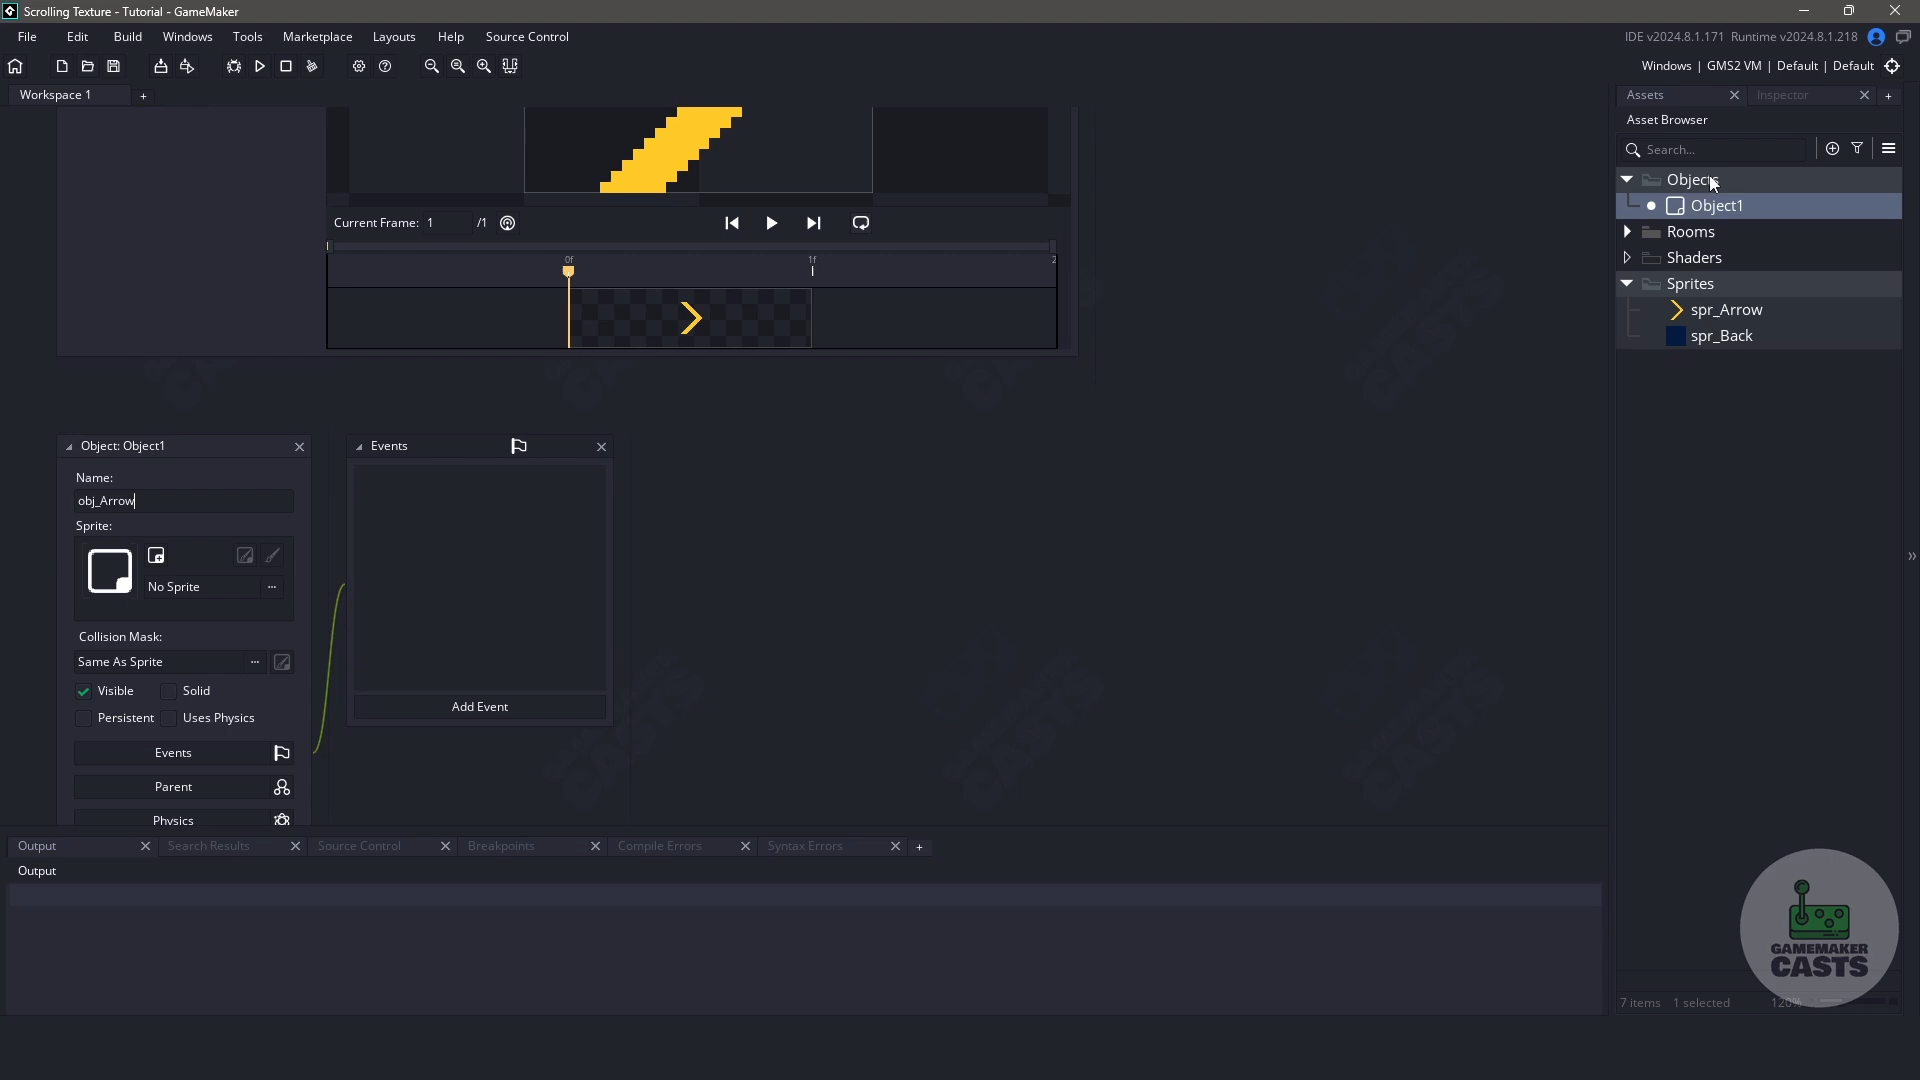 Scrolling Texture - Tutorial - GameMaker
File Edit Build Windows Tools Marketplace Layouts Help Source Control
IDE v2024.8.1.171 Runtime v2024.8.1.218
Windows | GMS2 VM | Default | Default
Workspace 1 +
Assets Inspector +
Asset Browser
Search...
Objects
Object1
Rooms
Shaders
Sprites
spr_Arrow
spr_Back
Current Frame: 1 /1
0f 1f 2
Object: Object1
Name:
obj_Arrow
Sprite:
No Sprite ...
Collision Mask:
Same As Sprite ...
Visible Solid
Persistent Uses Physics
Events
Parent
Physics
Events
Add Event
Output Search Results Source Control Breakpoints Compile Errors Syntax Errors +
Output
GAMEMAKER
CASTS
7 items 1 selected 120%